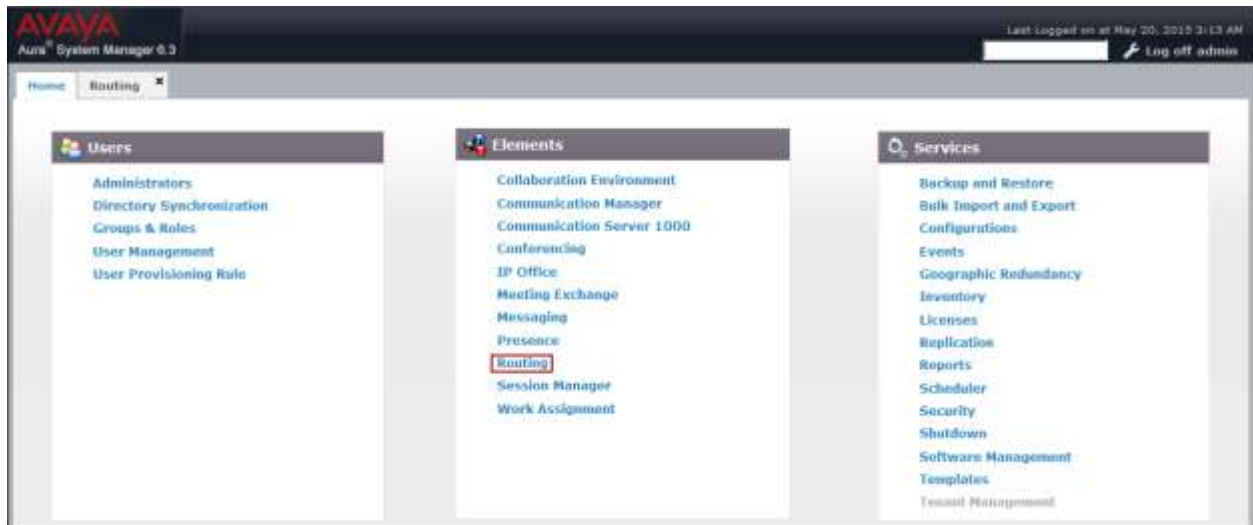 AVAYA
Aura® System Manager 6.3
Last Logged on at May 20, 2015 3:13 AM
Log off admin
Home
Routing ×
Users
Administrators
Directory Synchronization
Groups & Roles
User Management
User Provisioning Rule
Elements
Collaboration Environment
Communication Manager
Communication Server 1000
Conferencing
IP Office
Meeting Exchange
Messaging
Presence
Routing
Session Manager
Work Assignment
Services
Backup and Restore
Bulk Import and Export
Configurations
Events
Geographic Redundancy
Inventory
Licenses
Replication
Reports
Scheduler
Security
Shutdown
Software Management
Templates
Tenant Management